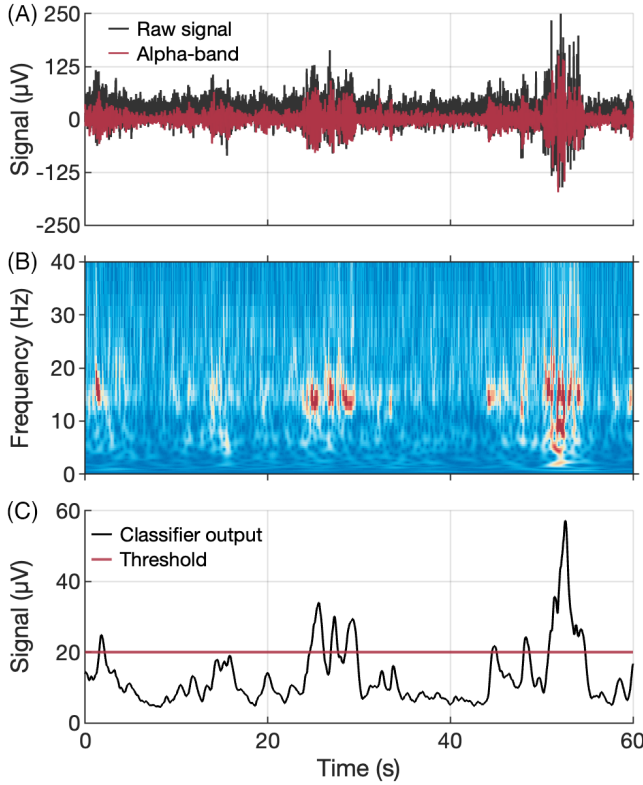 (A)
250
125
0
-125
-250
Signal (μV)
Raw signal
Alpha-band
(B)
40
30
20
10
0
Frequency (Hz)
(C)
60
40
20
0
Signal (μV)
Classifier output
Threshold
0 20 40 60
Time (s)